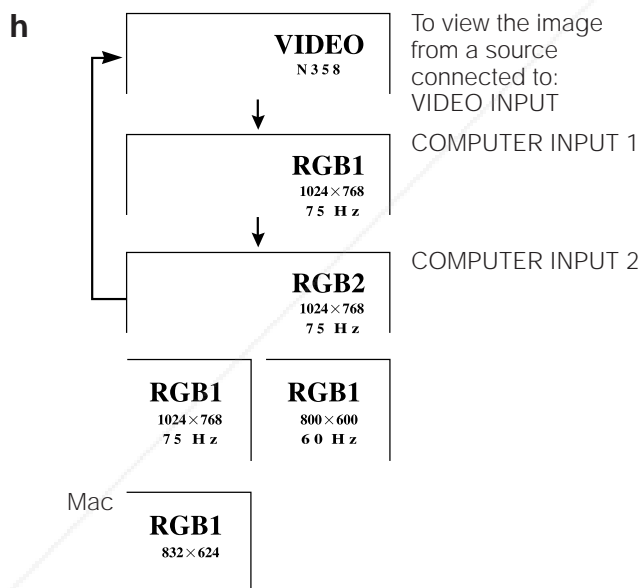 h
VIDEO
N358
To view the image
from a source
connected to:
VIDEO INPUT
RGB1
1024×768
75 Hz
COMPUTER INPUT 1
RGB2
1024×768
75 Hz
COMPUTER INPUT 2
RGB1
1024×768
75 Hz
RGB1
800×600
60 Hz
Mac
RGB1
832×624